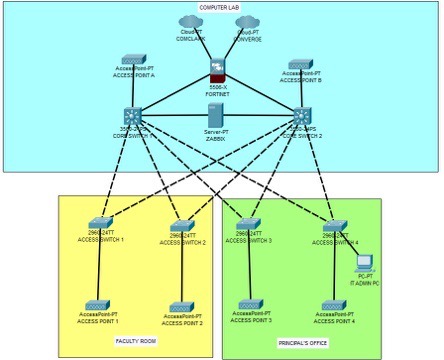 COMPUTER LAB
Cloud-PT
COMCLARK
Cloud-PT
CONVERGE
AccessPoint-PT
ACCESS POINT A
5506-X
FORTINET
AccessPoint-PT
ACCESS POINT B
3560-24PS
CORE SWITCH 1
Server-PT
ZABBIX
3560-24PS
CORE SWITCH 2
2960-24TT
ACCESS SWITCH 1
2960-24TT
ACCESS SWITCH 2
2960-24TT
ACCESS SWITCH 3
2960-24TT
ACCESS SWITCH 4
PC-PT
IT ADMIN PC
AccessPoint-PT
ACCESS POINT 1
AccessPoint-PT
ACCESS POINT 2
AccessPoint-PT
ACCESS POINT 3
AccessPoint-PT
ACCESS POINT 4
FACULTY ROOM
PRINCIPAL'S OFFICE